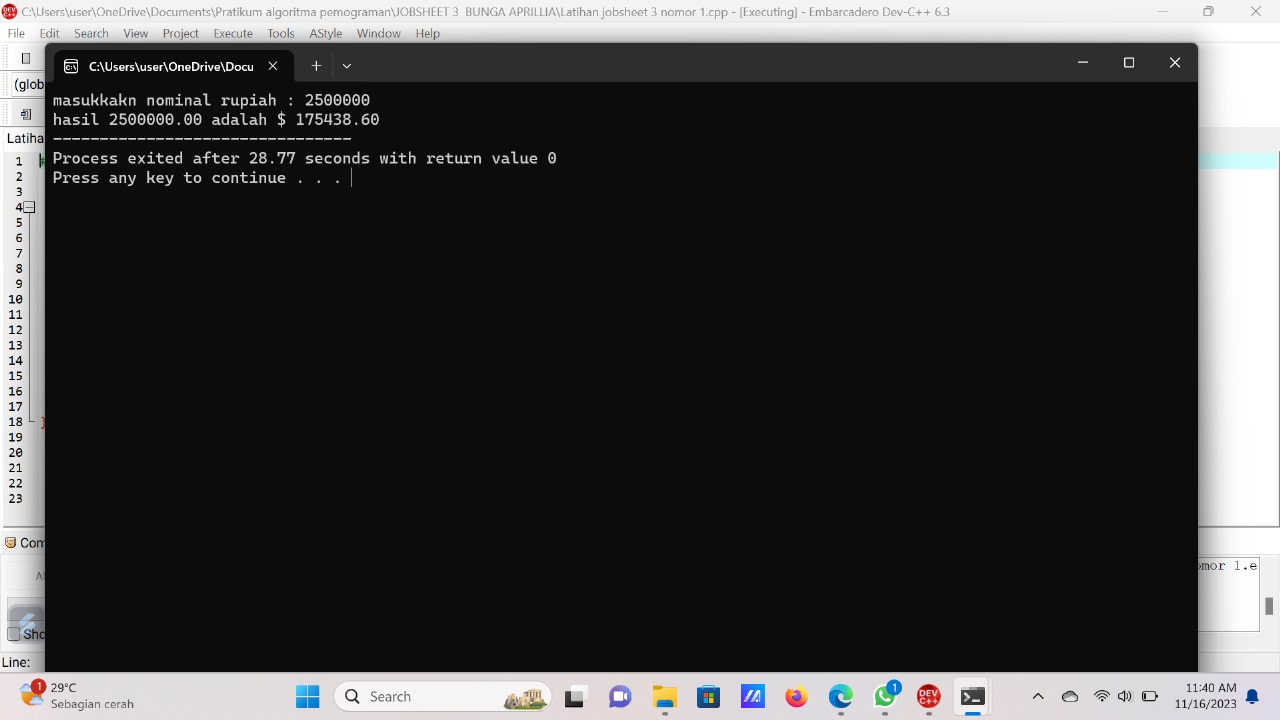 C:\Users\user\OneDrive\Documents\Pratikum algoritma pemograman\JOBSHEET 3 BUNGA APRILLIA\Latihan jobsheet 3 nomor 1.cpp - [Executing] - Embarcadero Dev-C++ 6.3
File Edit Search View Project Execute Tools AStyle Window Help
C:\Users\user\OneDrive\Docu
(glob
masukkakn nominal rupiah : 2500000
hasil 2500000.00 adalah $ 175438.60
--------------------------------
Process exited after 28.77 seconds with return value 0
Press any key to continue . . .
Latiha
1
2
3
4
5
6
7
8
9
10
11
12
13
14
15
16
17
18 }
19
20
21
22
23
Com
omor 1.e
Sho
Line:
1
29°C
Sebagian cerah
Search
1
DEV C++
11:40 AM
11/16/2023